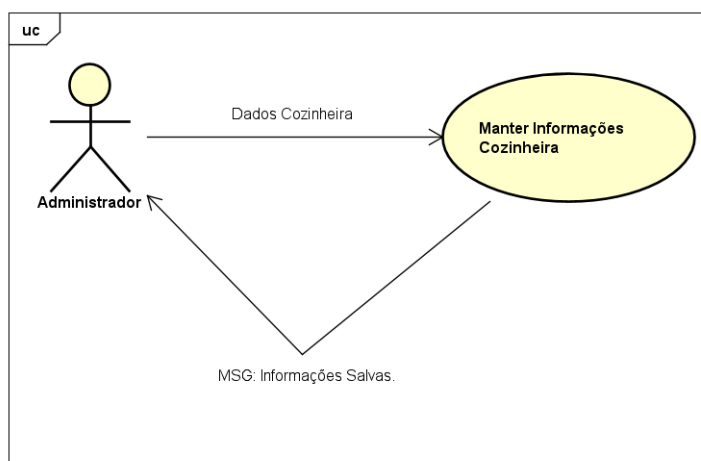 uc
Dados Cozinheira
Manter Informações
Cozinheira
Administrador
MSG: Informações Salvas.